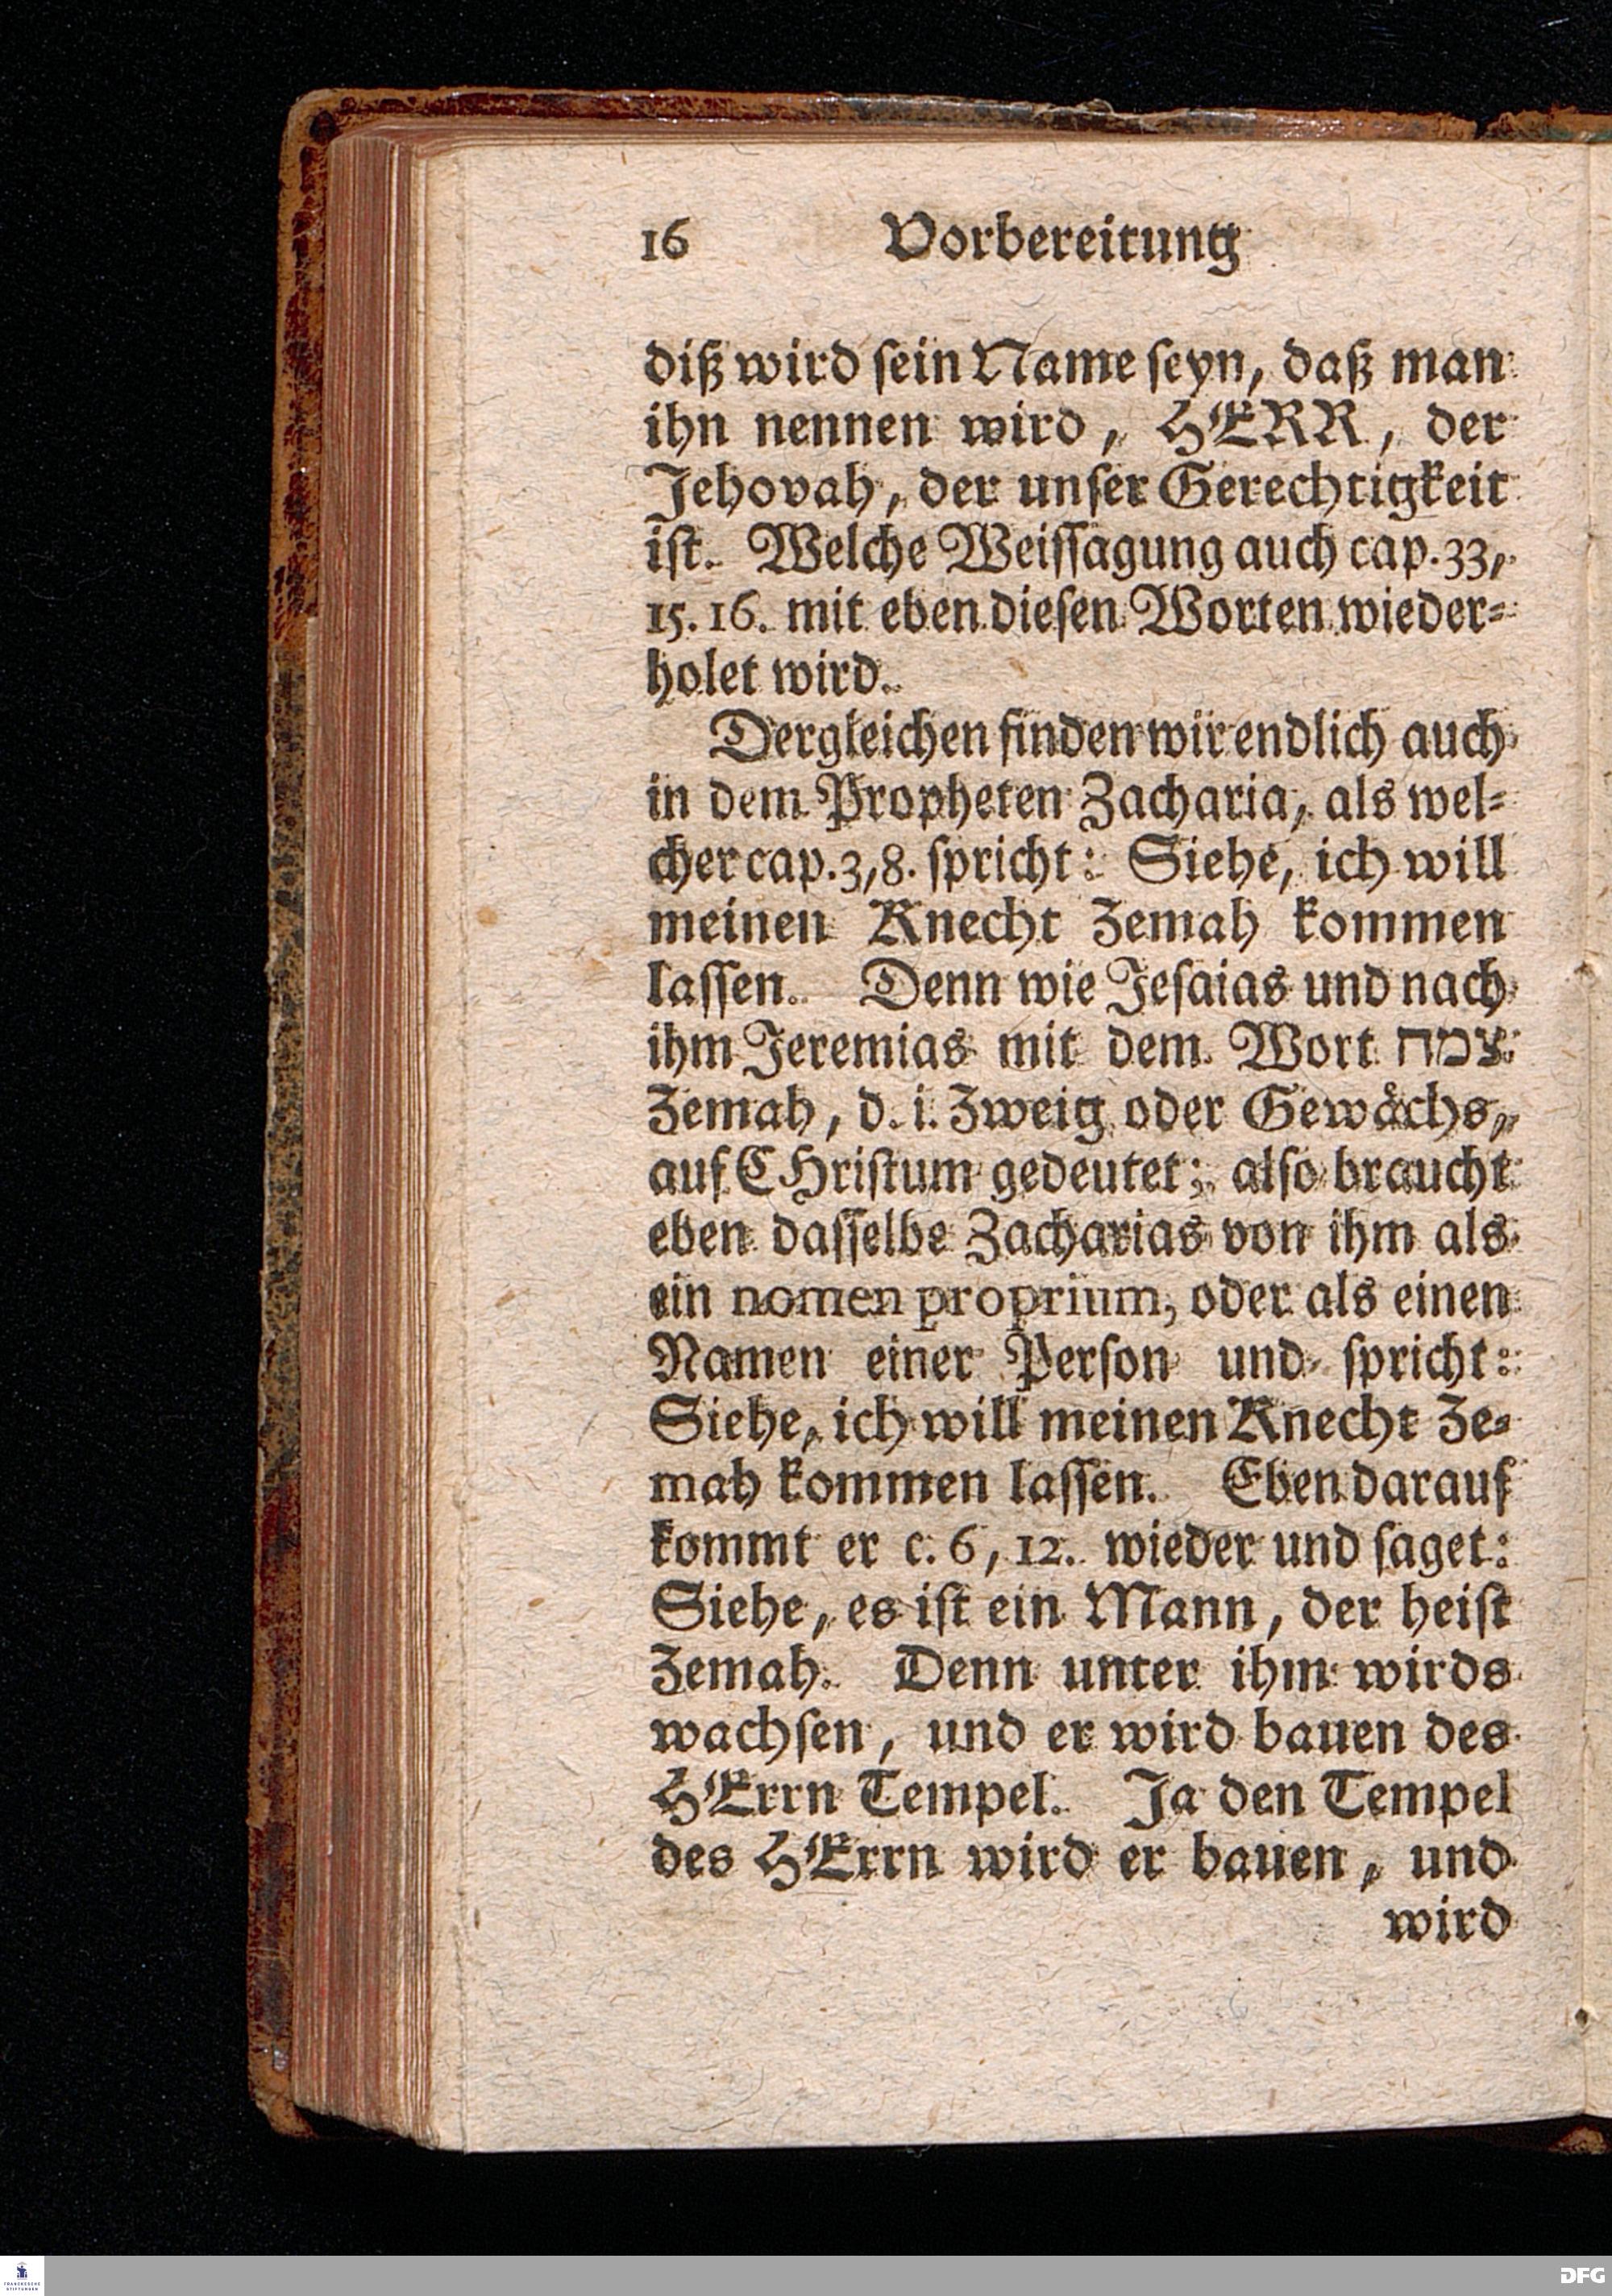 16 Vorbereitung
diß wird sein Name seyn, daß man
ihn nennen wird, HERR, der
Jehovah, der unser Gerechtigkeit
ist. Welche Weissagung auch cap. 33,
15. 16. mit eben diesen Worten wieder-
holet wird.
Dergleichen finden wir endlich auch
in dem Propheten Zacharia, als wel-
cher cap. 3, 8. spricht: Siehe, ich will
meinen Knecht Zemah kommen
lassen. Denn wie Jesaias und nach
ihm Jeremias mit dem Wort צמח
Zemah, d. i. Zweig oder Gewaͤchs,
auf CHristum gedeutet; also braucht
eben dasselbe Zacharias von ihm als
ein nomen proprium, oder als einen
Namen einer Person und spricht:
Siehe, ich will meinen Knecht Ze-
mah kommen lassen. Eben darauf
kommt er c. 6, 12. wieder und saget:
Siehe, es ist ein Mann, der heist
Zemah. Denn unter ihm wirds
wachsen, und er wird bauen des
HErrn Tempel. Ja den Tempel
des HErrn wird er bauen, und
wird
FRANCKESCHE
STIFTUNGEN
DFG